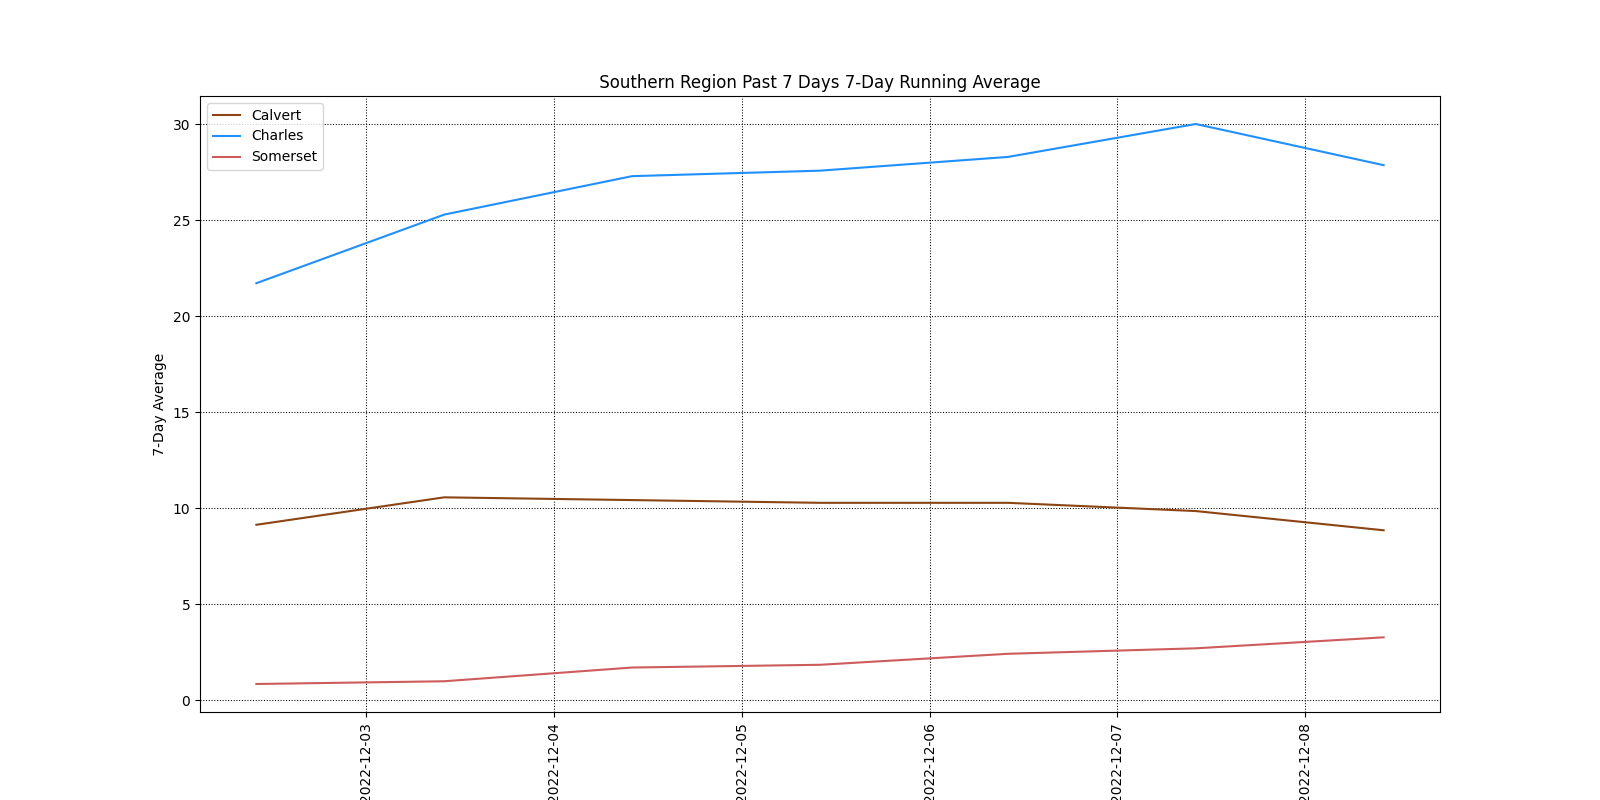 Southern Region Past 7 Days 7-Day Running Average
Calvert
Charles
Somerset
7-Day Average
30
25
20
15
10
5
0
2022-12-03
2022-12-04
2022-12-05
2022-12-06
2022-12-07
2022-12-08